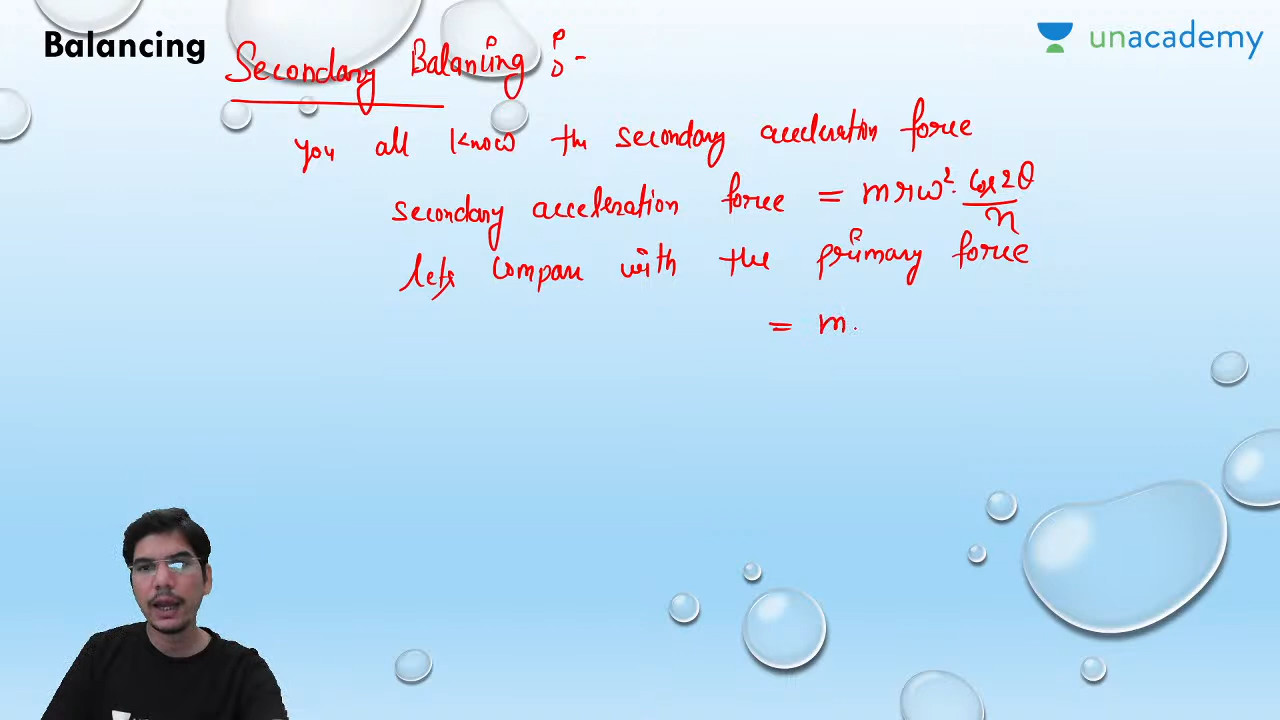 Balancing
unacademy
Secondary Balancing :-
you all know the secondary acceleration force
secondary acceleration force = mrω². Cos2θ/n
lets compare with the primary force
= m.